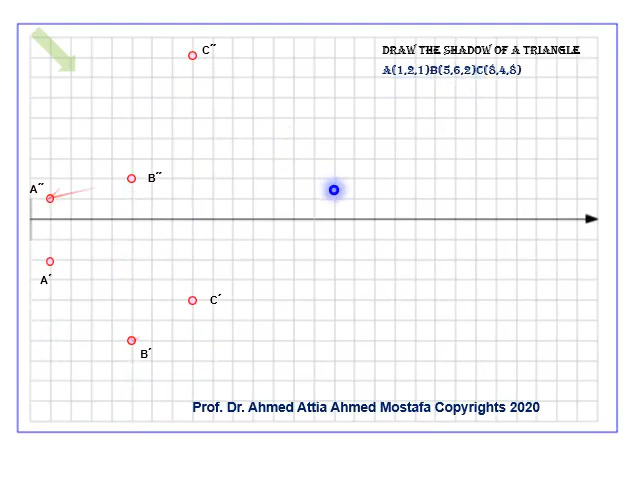 DRAW THE SHADOW OF A TRIANGLE
A(1,2,1)B(5,6,2)C(8,4,8)
C˝
B˝
A˝
A´
C´
B´
Prof. Dr. Ahmed Attia Ahmed Mostafa Copyrights 2020